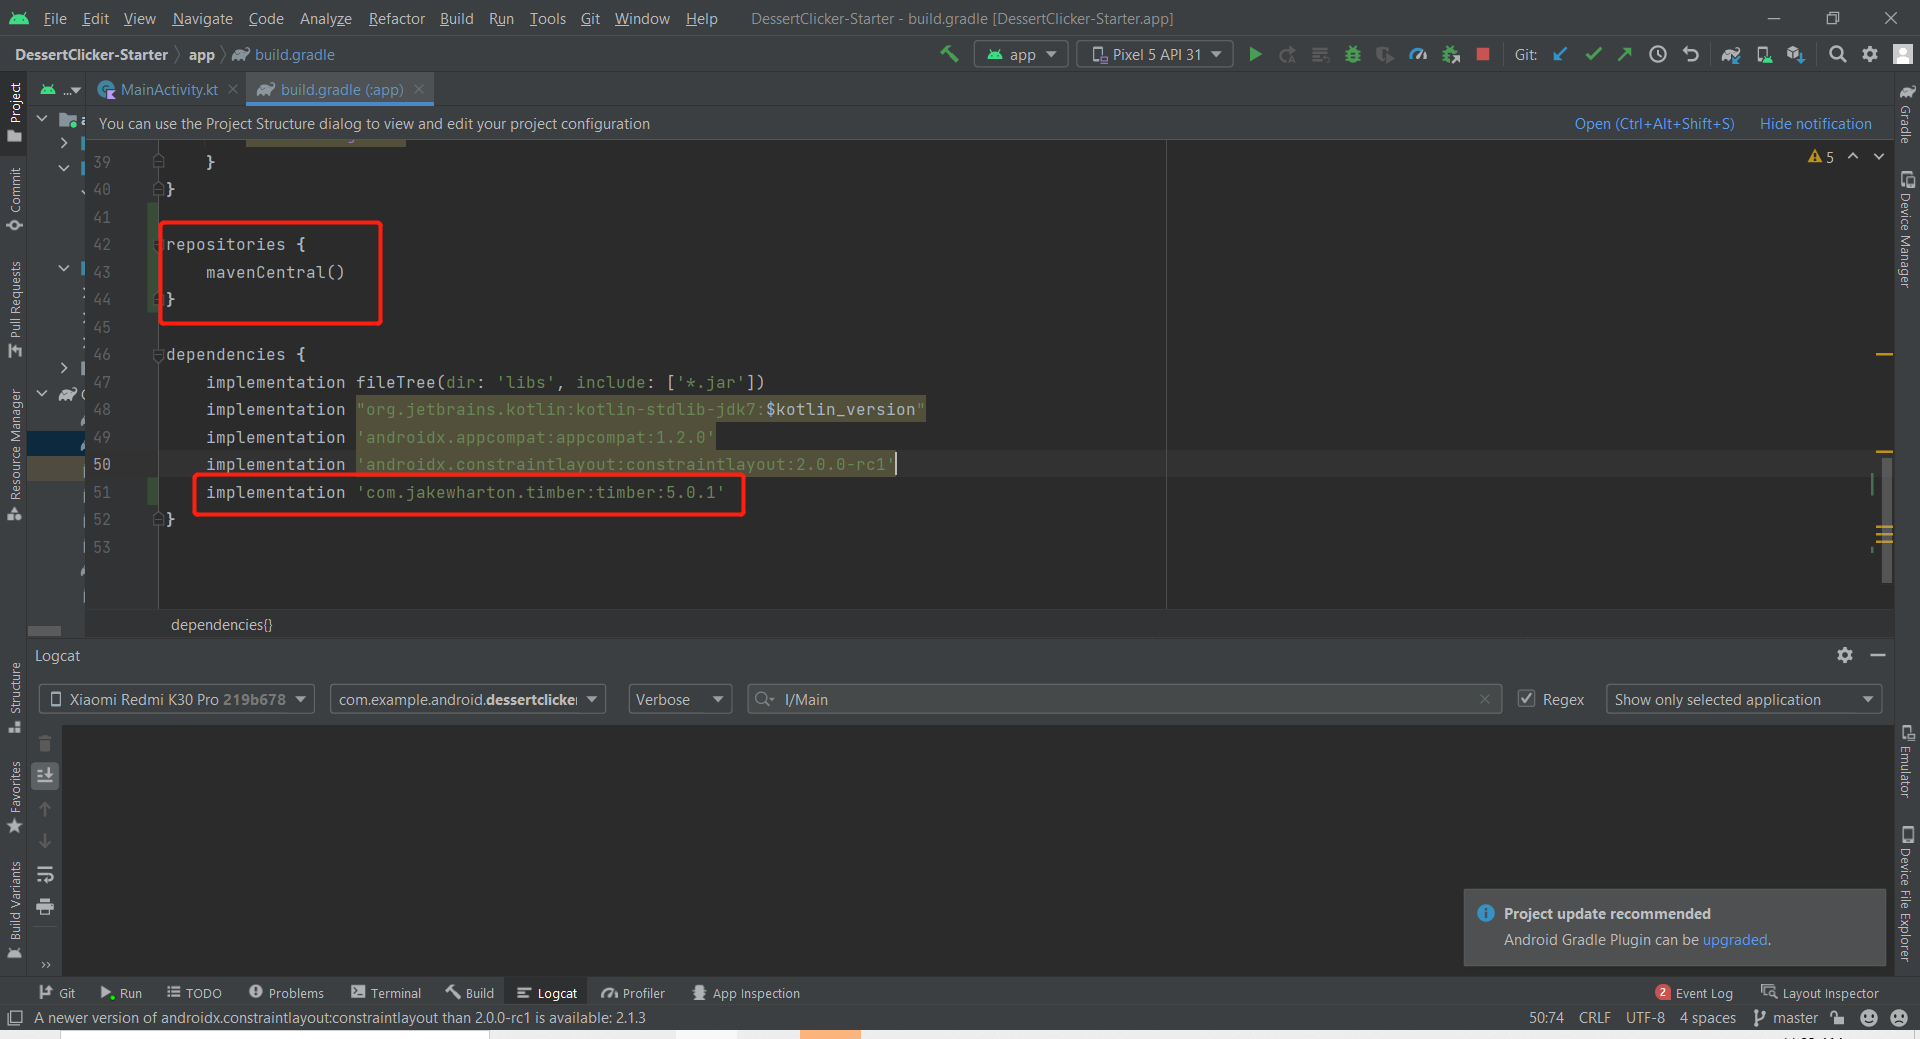 File Edit View Navigate Code Analyze Refactor Build Run Tools Git Window Help DessertClicker-Starter - build.gradle [DessertClicker-Starter.app]
DessertClicker-Starter app build.gradle app Pixel 5 API 31 Git:
... MainActivity.kt build.gradle (:app)
You can use the Project Structure dialog to view and edit your project configuration Open (Ctrl+Alt+Shift+S) Hide notification
5
39 }
40 }
41
42 repositories {
43 mavenCentral()
44 }
45
46 dependencies {
47 implementation fileTree(dir: 'libs', include: ['*.jar'])
48 implementation "org.jetbrains.kotlin:kotlin-stdlib-jdk7:$kotlin_version"
49 implementation 'androidx.appcompat:appcompat:1.2.0'
50 implementation 'androidx.constraintlayout:constraintlayout:2.0.0-rc1'
51 implementation 'com.jakewharton.timber:timber:5.0.1'
52 }
53
dependencies{}
Project
Commit
Pull Requests
Resource Manager
Structure
Favorites
Build Variants
Gradle
Device Manager
Emulator
Device File Explorer
Logcat
Xiaomi Redmi K30 Pro 219b678 com.example.android.dessertclicke Verbose I/Main Regex Show only selected application
Project update recommended
Android Gradle Plugin can be upgraded.
Git Run TODO Problems Terminal Build Logcat Profiler App Inspection 2 Event Log Layout Inspector
A newer version of androidx.constraintlayout:constraintlayout than 2.0.0-rc1 is available: 2.1.3 50:74 CRLF UTF-8 4 spaces master